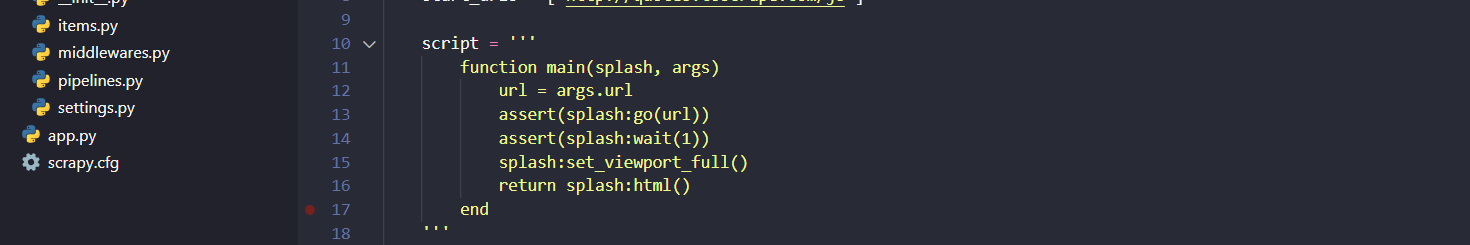 __init__.py
items.py
middlewares.py
pipelines.py
settings.py
app.py
scrapy.cfg
9
10 script = '''
11 function main(splash, args)
12 url = args.url
13 assert(splash:go(url))
14 assert(splash:wait(1))
15 splash:set_viewport_full()
16 return splash:html()
17 end
18 '''